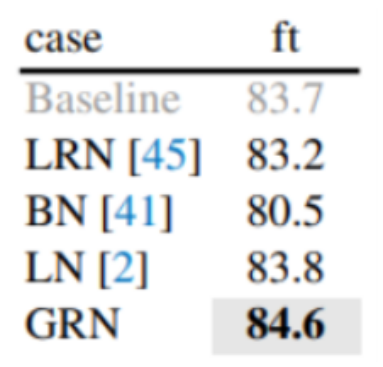 case ft
Baseline 83.7
LRN [45] 83.2
BN [41] 80.5
LN [2] 83.8
GRN 84.6